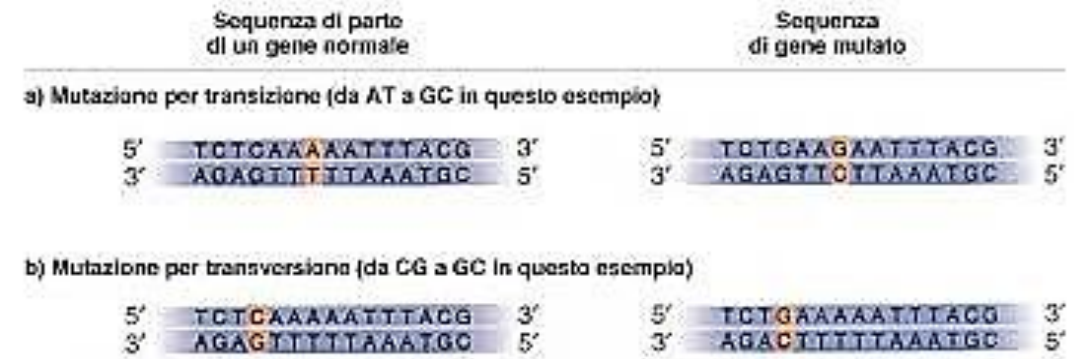 Sequenza di parte
di un gene normale
Sequenza
di gene mutato
a) Mutazione per transizione (da AT a GC in questo esempio)
5′ TCTCAAAAATTTACG 3′
3′ AGAGTTTTTAAATGC 5′
5′ TCTCAAGAATTTACG 3′
3′ AGAGTTCTTAAATGC 5′
b) Mutazione per transversione (da CG a GC in questo esempio)
5′ TCTCAAAAATTTACG 3′
3′ AGAGTTTTTAAATGC 5′
5′ TCTGAAAAATTTACG 3′
3′ AGACTTTTTAAATGC 5′